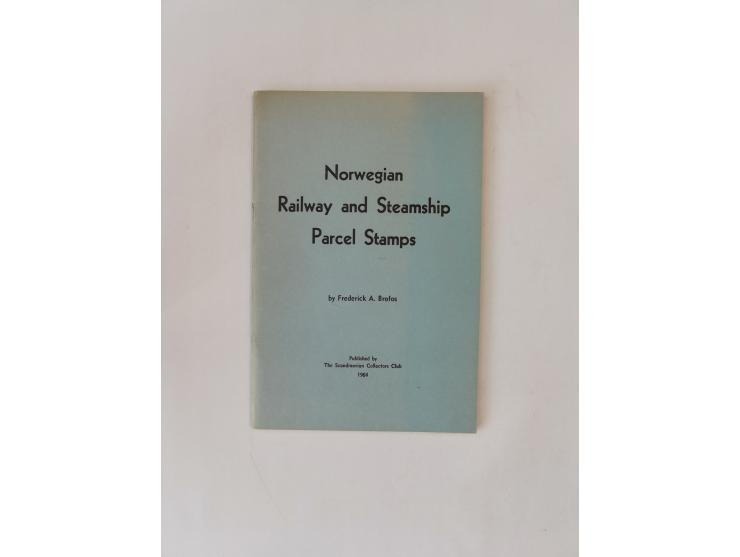 Norwegian
Railway and Steamship
Parcel Stamps
by Frederick A. Brofos
Published by
The Scandinavian Collectors Club
1964